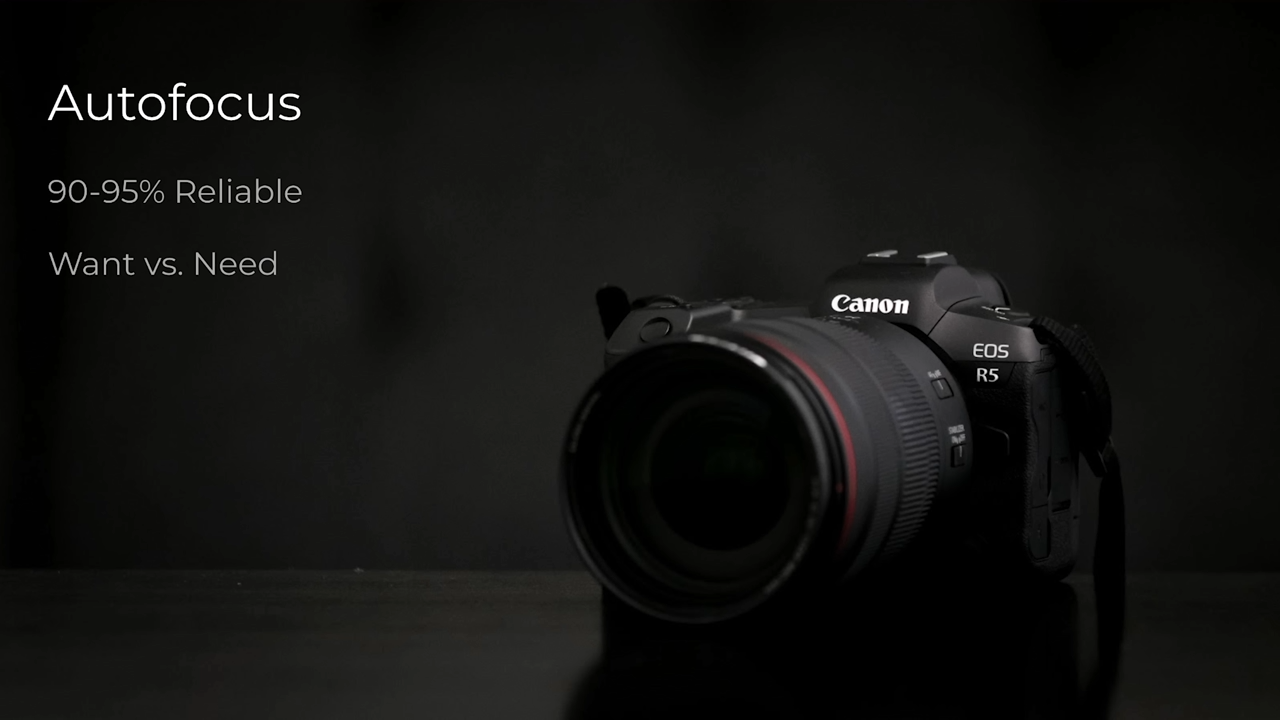 Autofocus
90-95% Reliable
Want vs. Need
Canon
EOS
R5